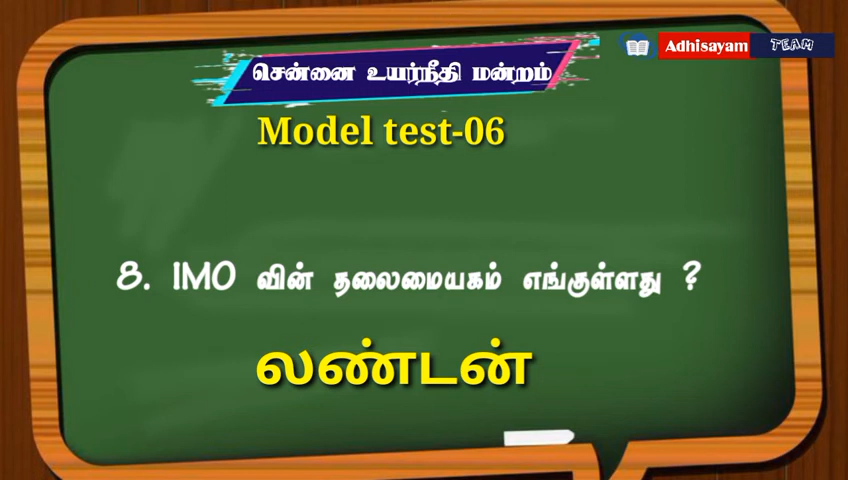 Adhisayam TEAM
சென்னை உயர்நீதி மன்றம்
Model test-06
8. IMO வின் தலைமையகம் எங்குள்ளது ?
லண்டன்